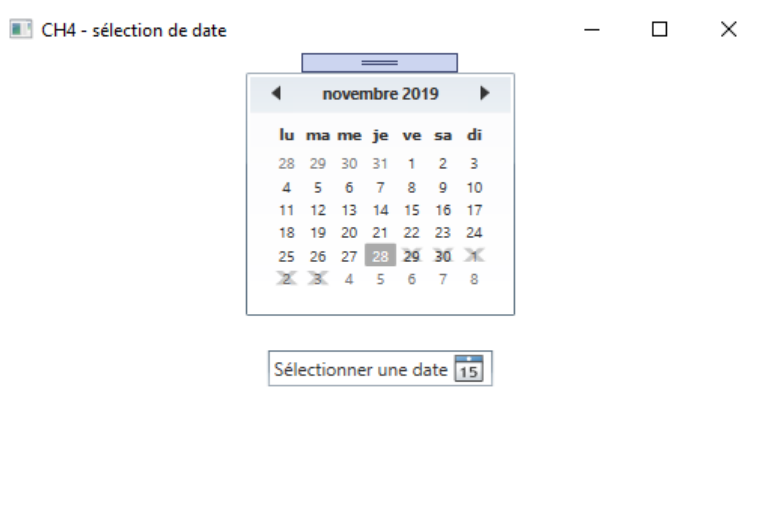 CH4 - sélection de date
novembre 2019
lu ma me je ve sa di
28 29 30 31 1 2 3
4 5 6 7 8 9 10
11 12 13 14 15 16 17
18 19 20 21 22 23 24
25 26 27 28 29 30 1
2 3 4 5 6 7 8
Sélectionner une date 15